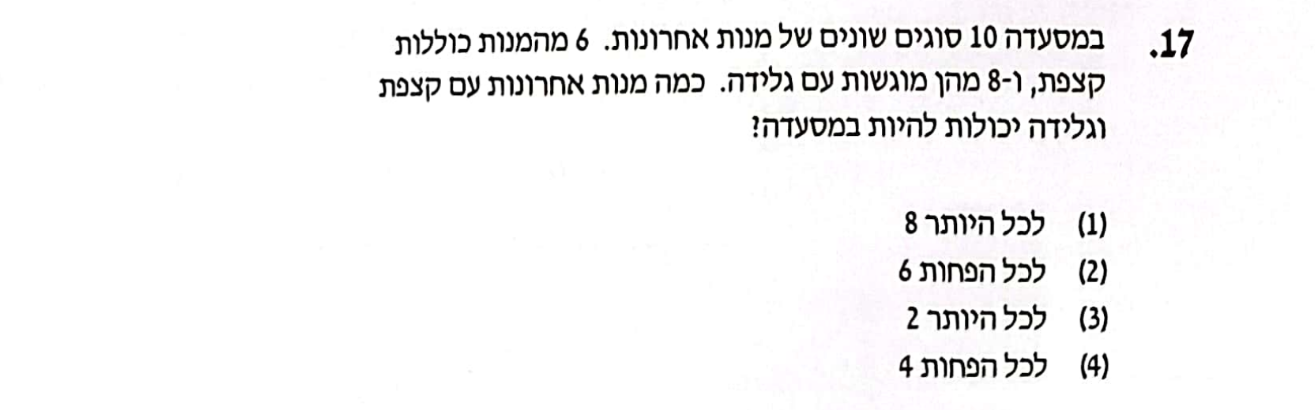 17. במסעדה 10 סוגים שונים של מנות אחרונות. 6 מהמנות כוללות
קצפת, ו-8 מהן מוגשות עם גלידה. כמה מנות אחרונות עם קצפת
וגלידה יכולות להיות במסעדה?
(1) לכל היותר 8
(2) לכל הפחות 6
(3) לכל היותר 2
(4) לכל הפחות 4